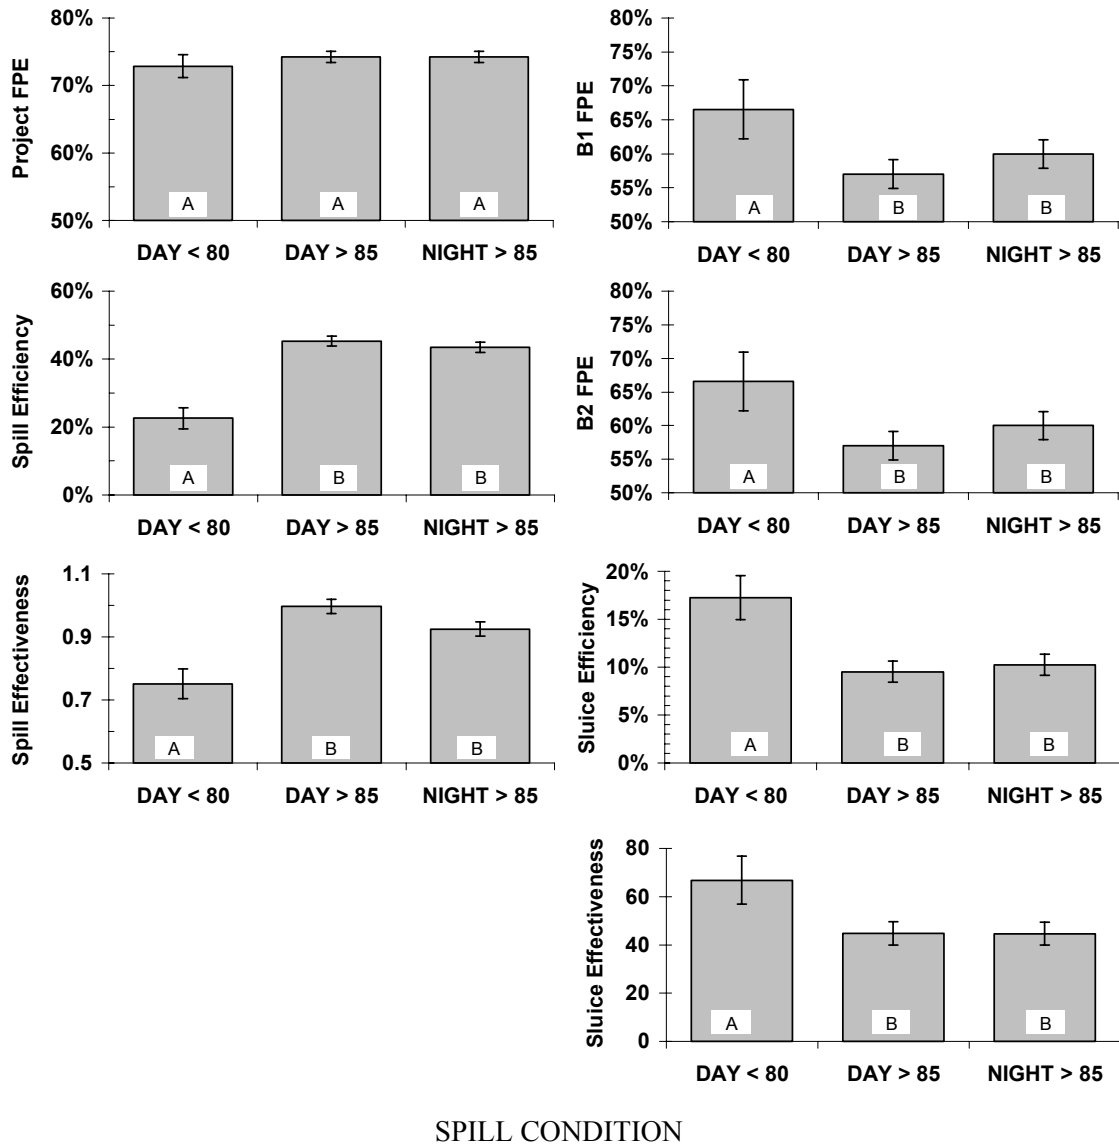 Project FPE
80%
70%
60%
50%
A
A
A
DAY < 80
DAY > 85
NIGHT > 85
B1 FPE
80%
75%
70%
65%
60%
55%
50%
A
B
B
DAY < 80
DAY > 85
NIGHT > 85
Spill Efficiency
60%
40%
20%
0%
A
B
B
DAY < 80
DAY > 85
NIGHT > 85
B2 FPE
80%
75%
70%
65%
60%
55%
50%
A
B
B
DAY < 80
DAY > 85
NIGHT > 85
Spill Effectiveness
1.1
0.9
0.7
0.5
A
B
B
DAY < 80
DAY > 85
NIGHT > 85
Sluice Efficiency
20%
15%
10%
5%
0%
A
B
B
DAY < 80
DAY > 85
NIGHT > 85
Sluice Effectiveness
80
60
40
20
0
A
B
B
DAY < 80
DAY > 85
NIGHT > 85
SPILL CONDITION